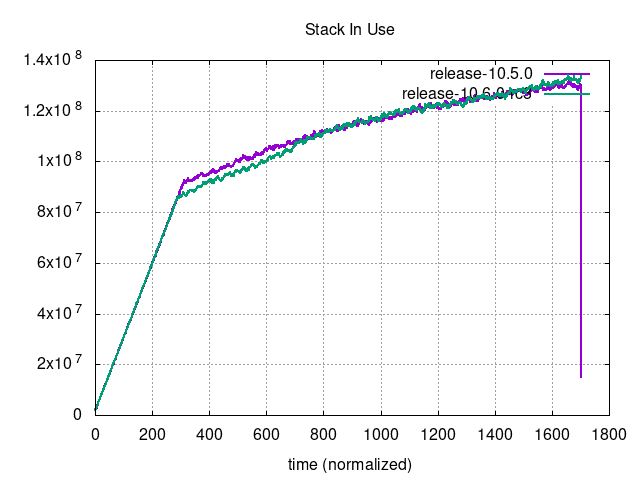 Stack In Use
1.4x10^8
1.2x10^8
1x10^8
8x10^7
6x10^7
4x10^7
2x10^7
0
release-10.5.0
0 200 400 600 800 1000 1200 1400 1600 1800
time (normalized)